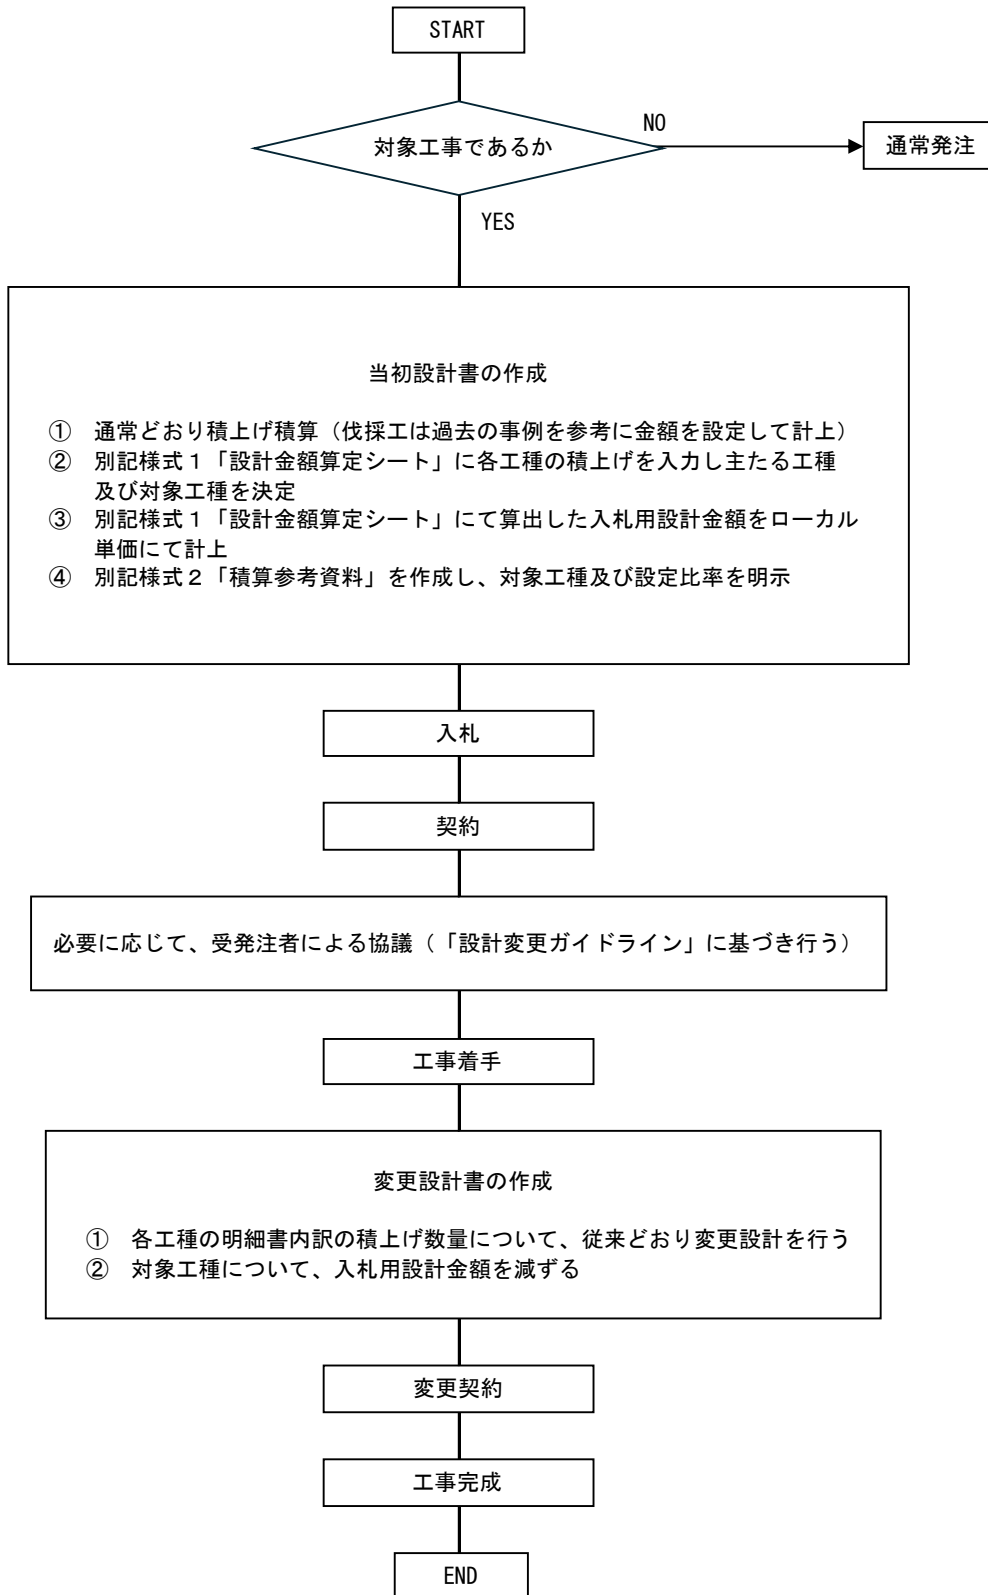 START
対象工事であるか
NO
通常発注
YES
当初設計書の作成
① 通常どおり積上げ積算（伐採工は過去の事例を参考に金額を設定して計上）
② 別記様式１「設計金額算定シート」に各工種の積上げを入力し主たる工種
及び対象工種を決定
③ 別記様式１「設計金額算定シート」にて算出した入札用設計金額をローカル
単価にて計上
④ 別記様式２「積算参考資料」を作成し、対象工種及び設定比率を明示
入札
契約
必要に応じて、受発注者による協議（「設計変更ガイドライン」に基づき行う）
工事着手
変更設計書の作成
① 各工種の明細書内訳の積上げ数量について、従来どおり変更設計を行う
② 対象工種について、入札用設計金額を減ずる
変更契約
工事完成
END